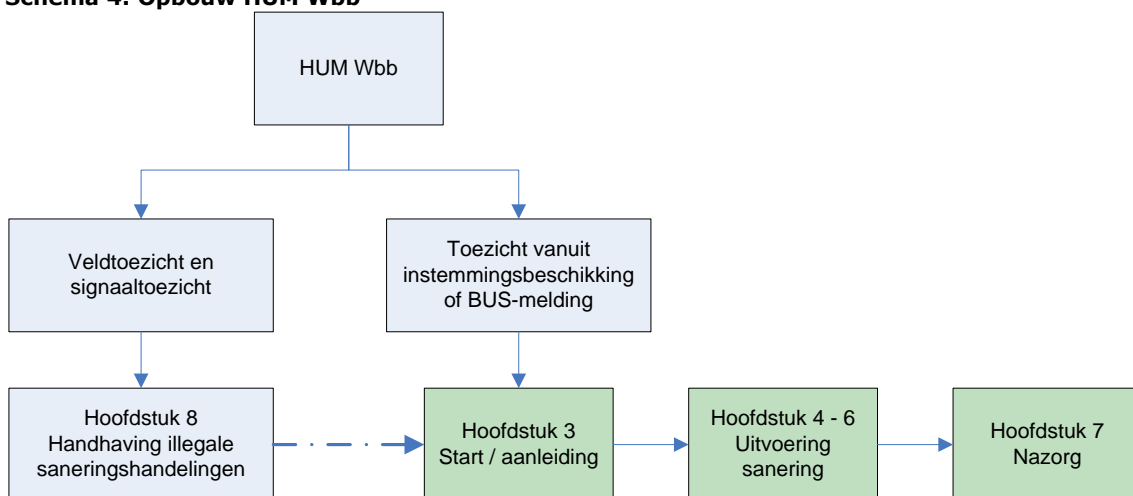 Schema 4: Opbouw HUM Wbb
HUM Wbb
Veldtoezicht en
signaaltoezicht
Toezicht vanuit
instemmingsbeschikking
of BUS-melding
Hoofdstuk 8
Handhaving illegale
saneringshandelingen
Hoofdstuk 3
Start / aanleiding
Hoofdstuk 4 - 6
Uitvoering
sanering
Hoofdstuk 7
Nazorg